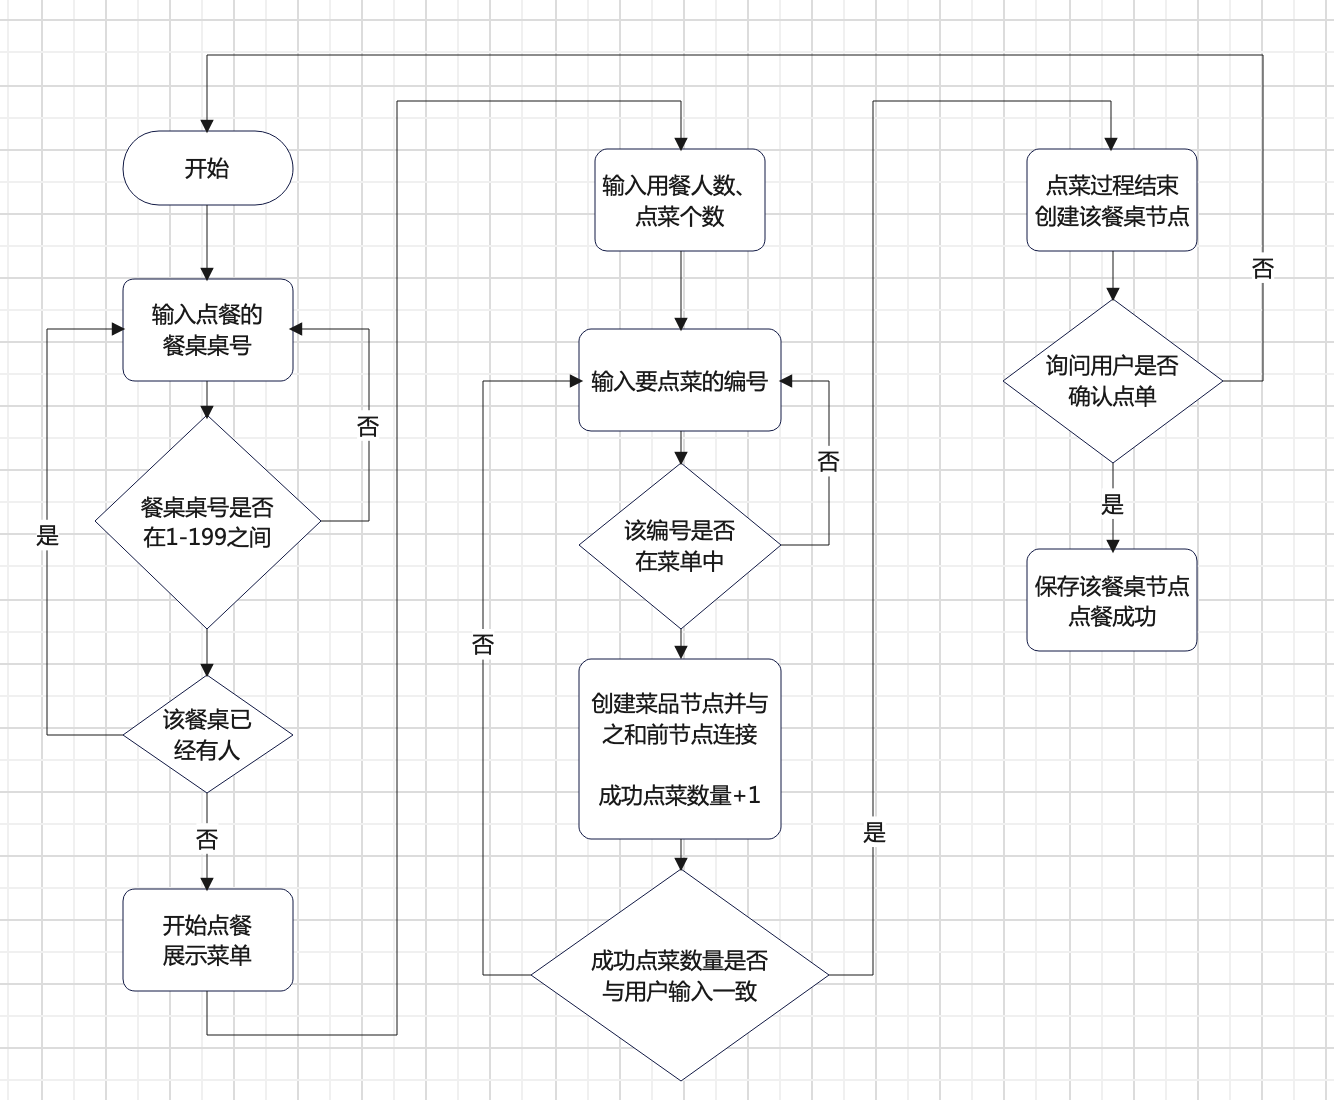 开始
输入点餐的
餐桌桌号
否
餐桌桌号是否
在1-199之间
是
该餐桌已
经有人
否
开始点餐
展示菜单
输入用餐人数、
点菜个数
输入要点菜的编号
否
该编号是否
在菜单中
否
创建菜品节点并与
之和前节点连接
成功点菜数量+1
成功点菜数量是否
与用户输入一致
是
点菜过程结束
创建该餐桌节点
否
询问用户是否
确认点单
是
保存该餐桌节点
点餐成功